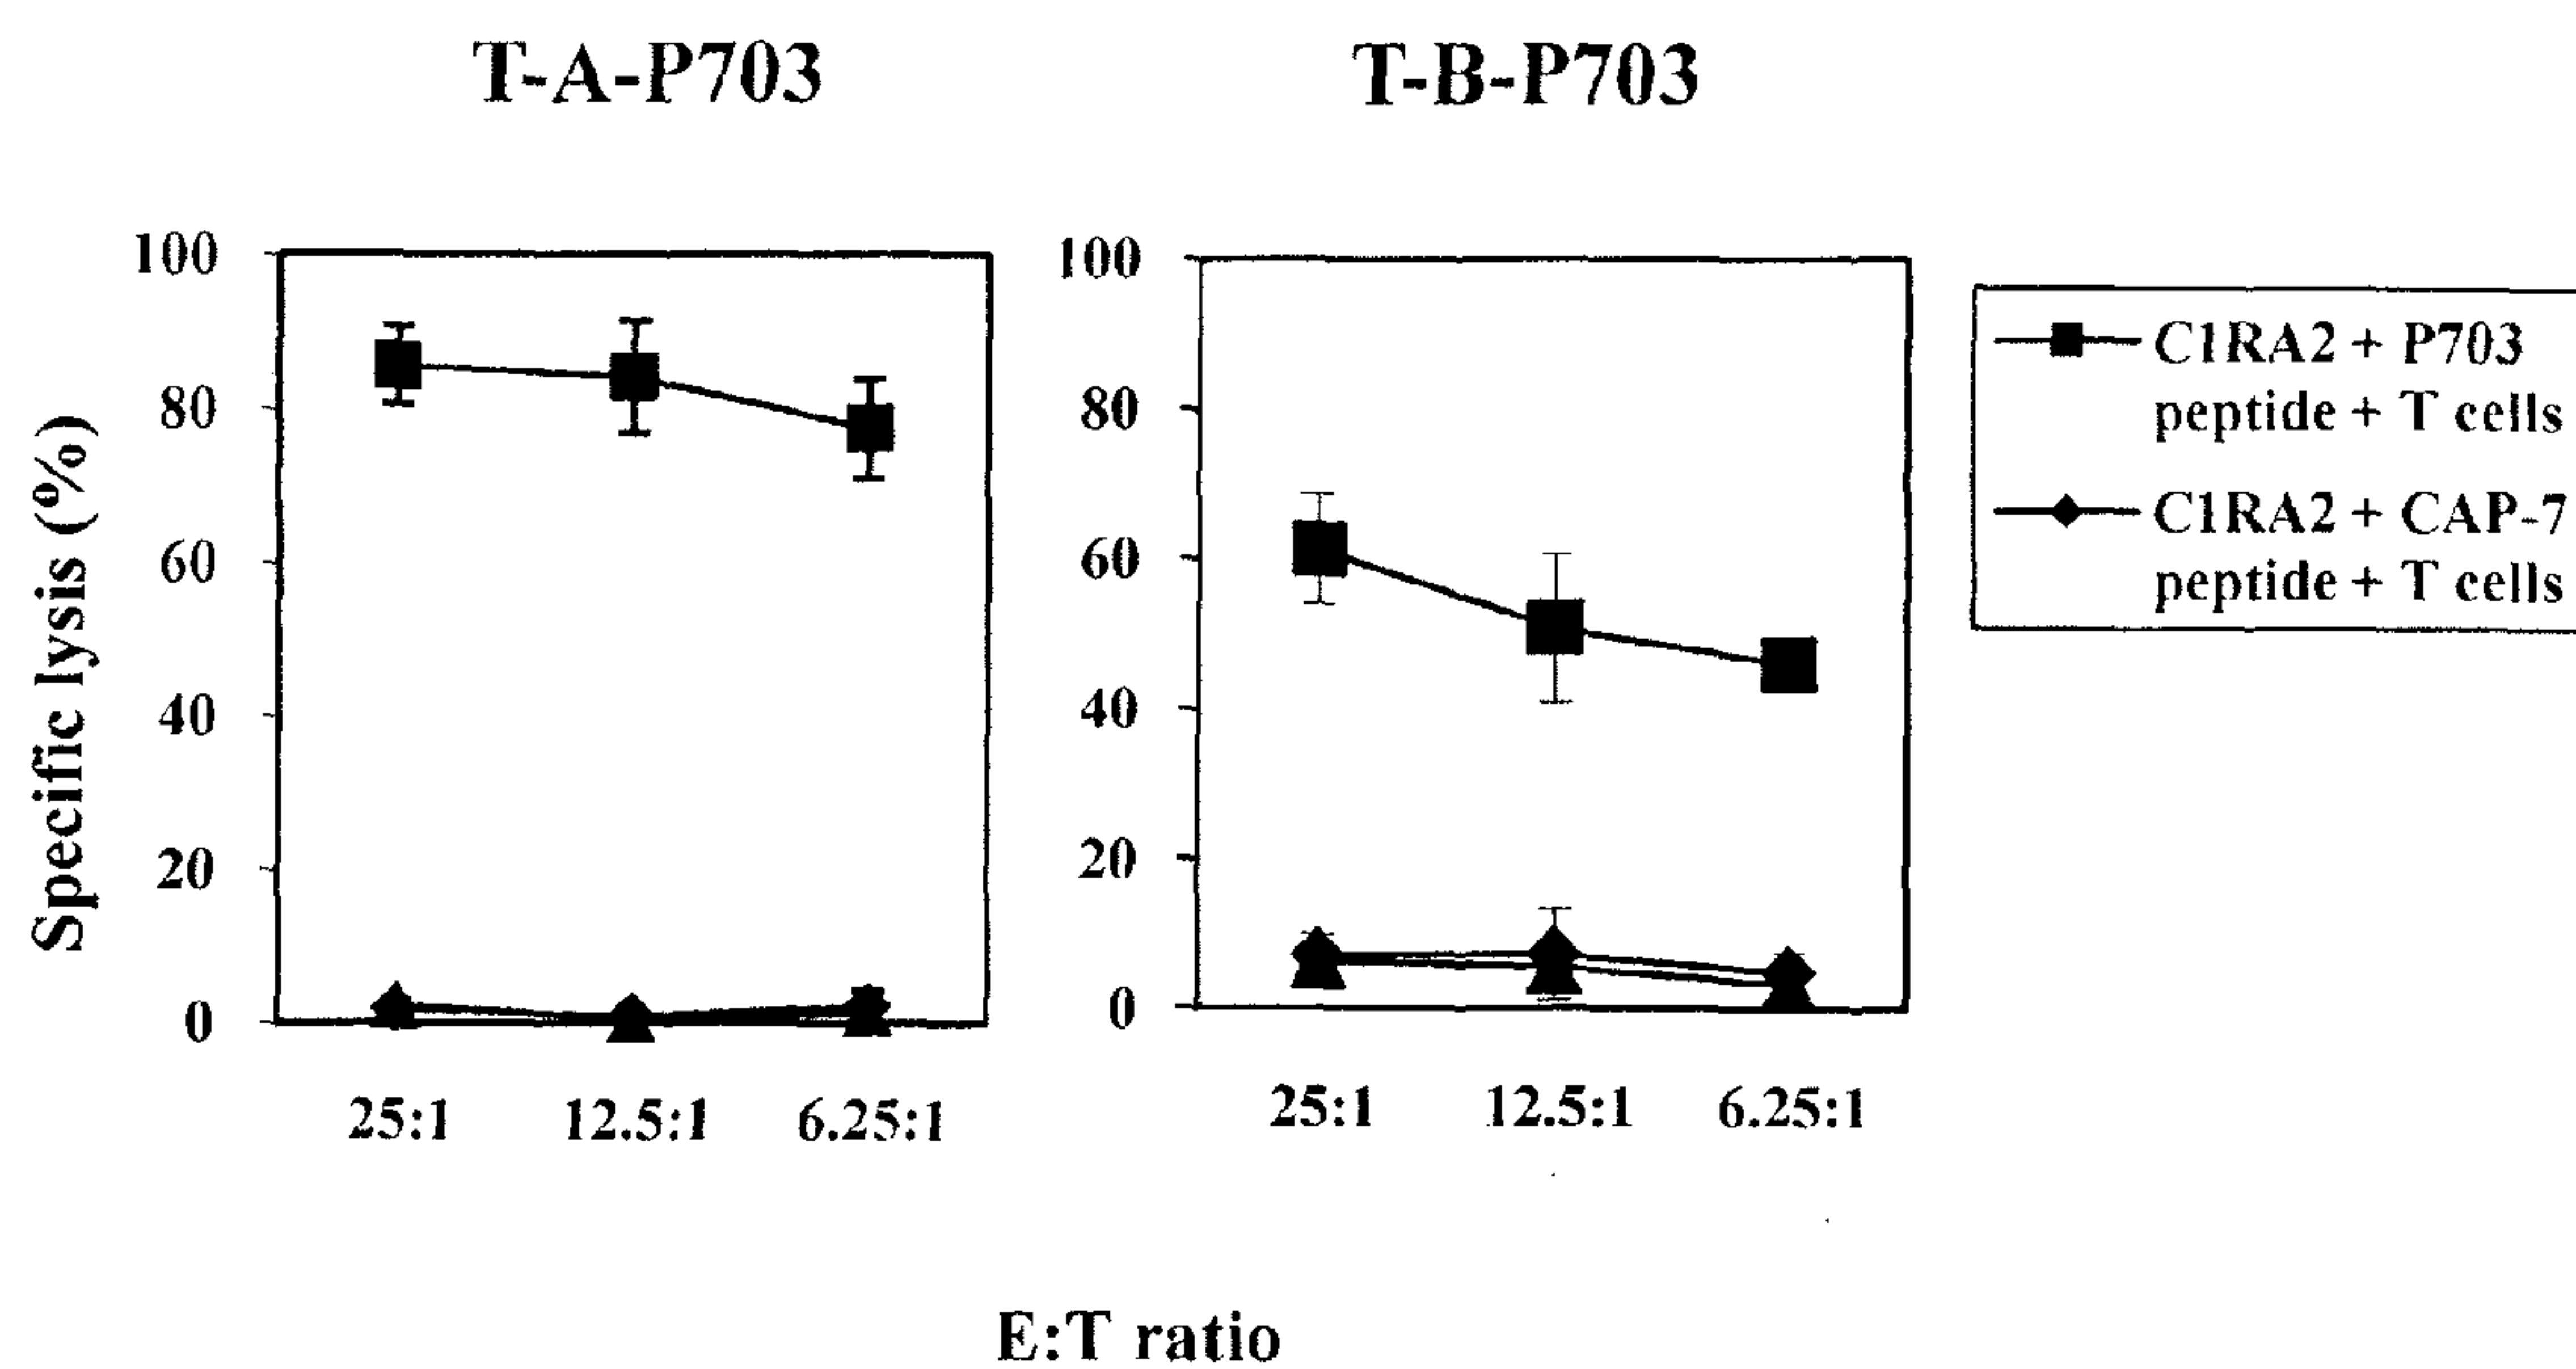 T-A-P703
T-B-P703
Specific lysis (%)
100
80
60
40
20
0
25:1 12.5:1 6.25:1
100
80
60
40
20
0
25:1 12.5:1 6.25:1
C1RA2 + P703
peptide + T cells
C1RA2 + CAP-7
peptide + T cells
E:T ratio